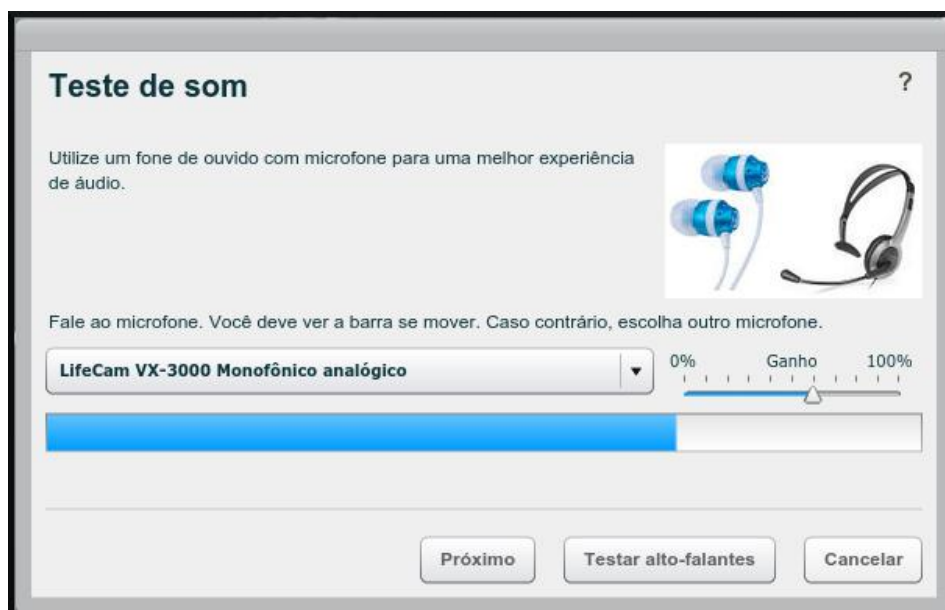 Teste de som
?
Utilize um fone de ouvido com microfone para uma melhor experiência
de áudio.
Fale ao microfone. Você deve ver a barra se mover. Caso contrário, escolha outro microfone.
LifeCam VX-3000 Monofônico analógico
0% Ganho 100%
Próximo Testar alto-falantes Cancelar